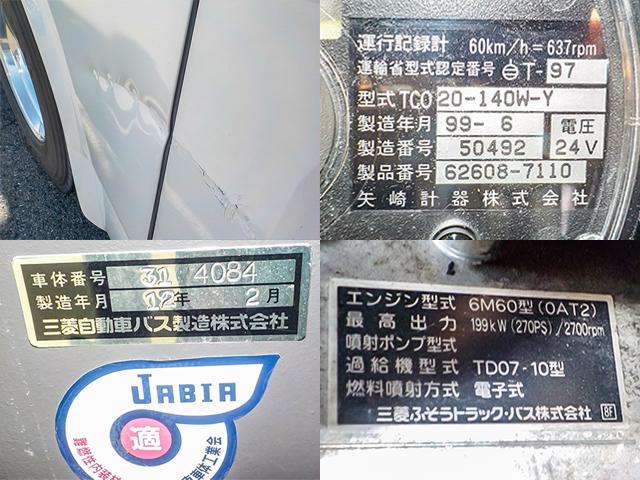 運行記録計 60km/h=637rpm
運輸省型式認定番号 T-97
型式TCO 20-140W-Y
製造年月 99-6 電圧
製造番号 50492 24V
製品番号 62608-7110
矢崎計器株式会社
車体番号 31 4084
製造年月 02年 2月
三菱自動車バス製造株式会社
JABIA
適
エンジン型式 6M60型(0AT2)
最高出力 199kW(270PS)/2700rpm
噴射ポンプ型式
過給機型式 TD07-10型
燃料噴射方式 電子式
三菱ふそうトラック・バス株式会社 8F